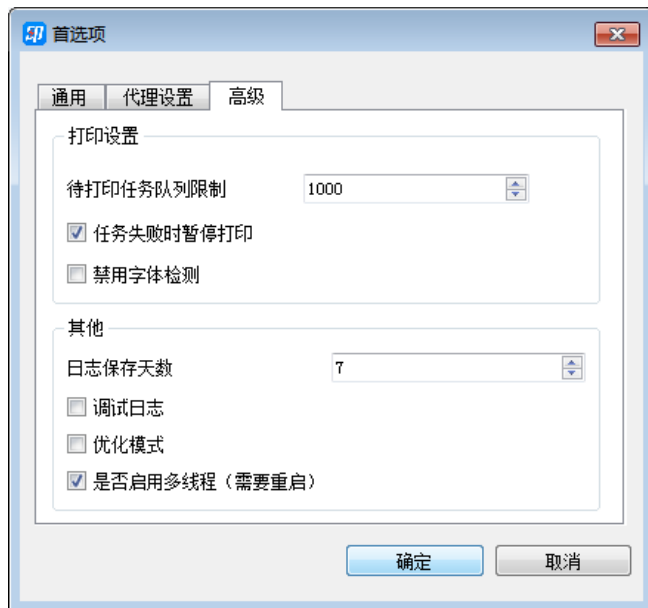 首选项
通用 代理设置 高级
打印设置
待打印任务队列限制 1000
任务失败时暂停打印
禁用字体检测
其他
日志保存天数 7
调试日志
优化模式
是否启用多线程（需要重启）
确定 取消